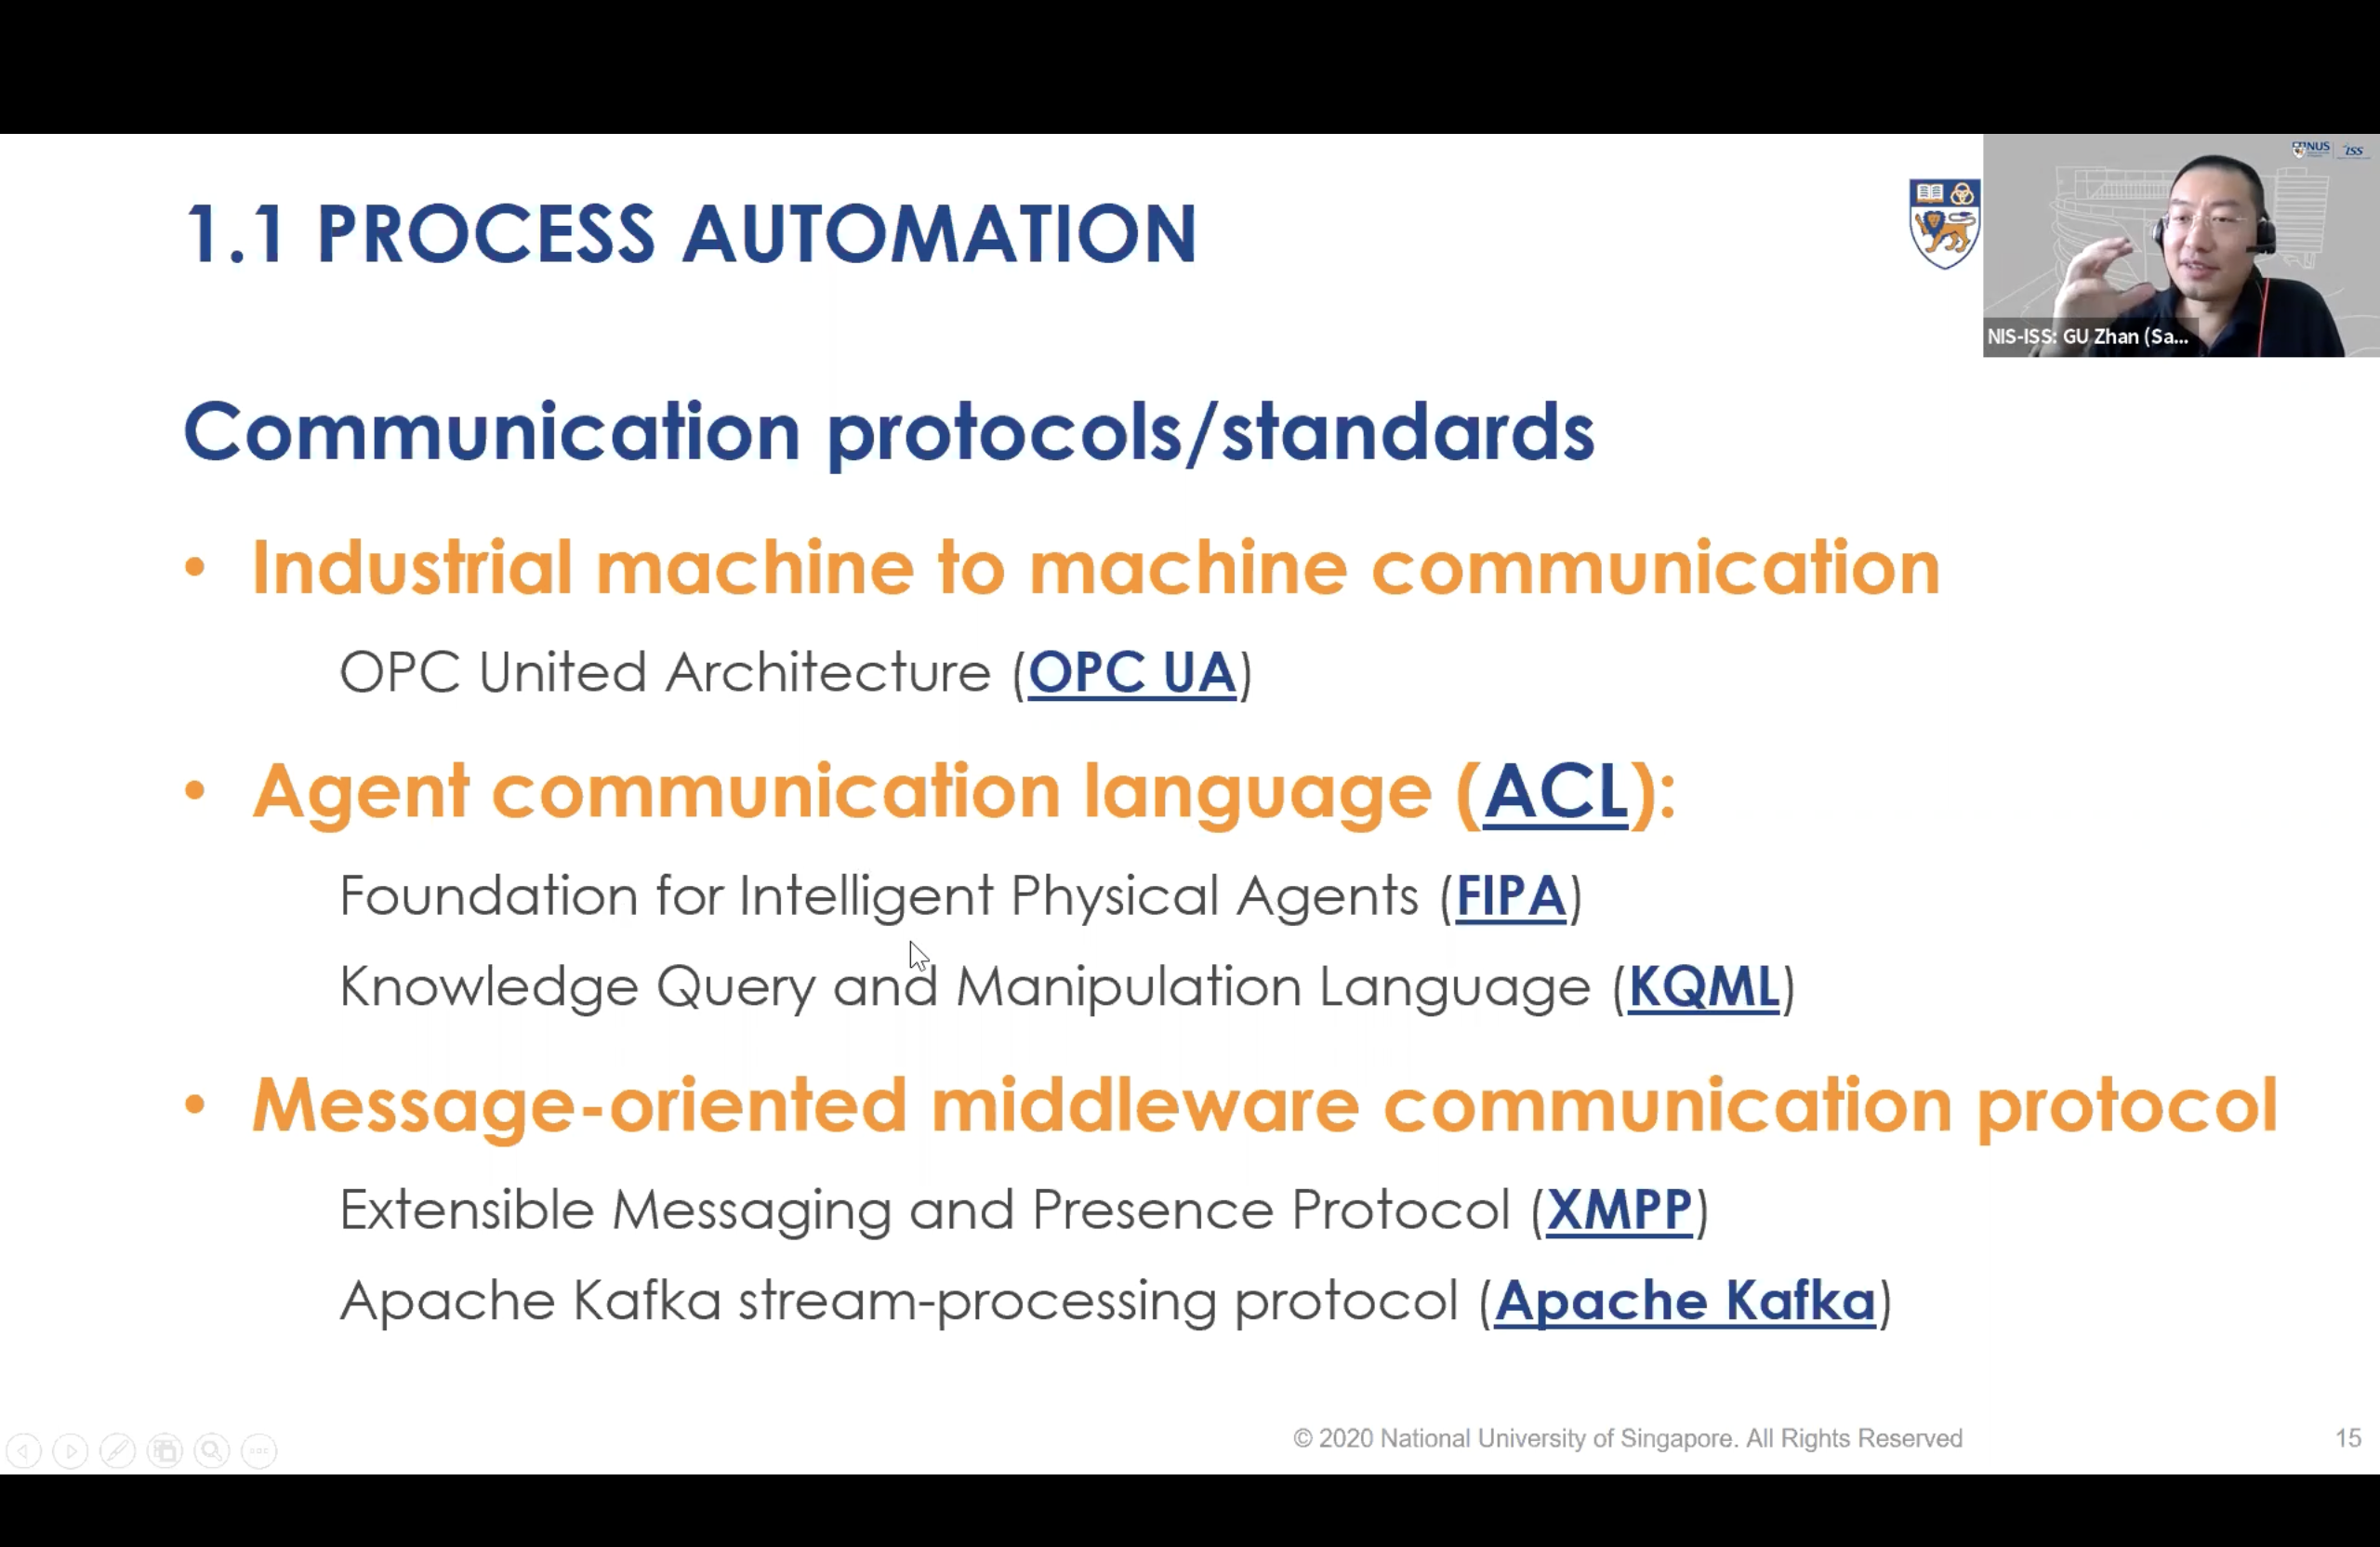 1.1 PROCESS AUTOMATION
NUS
ISS
NIS-ISS: GU Zhan (Sa...
Communication protocols/standards
• Industrial machine to machine communication
OPC United Architecture (OPC UA)
• Agent communication language (ACL):
Foundation for Intelligent Physical Agents (FIPA)
Knowledge Query and Manipulation Language (KQML)
• Message-oriented middleware communication protocol
Extensible Messaging and Presence Protocol (XMPP)
Apache Kafka stream-processing protocol (Apache Kafka)
© 2020 National University of Singapore. All Rights Reserved
15